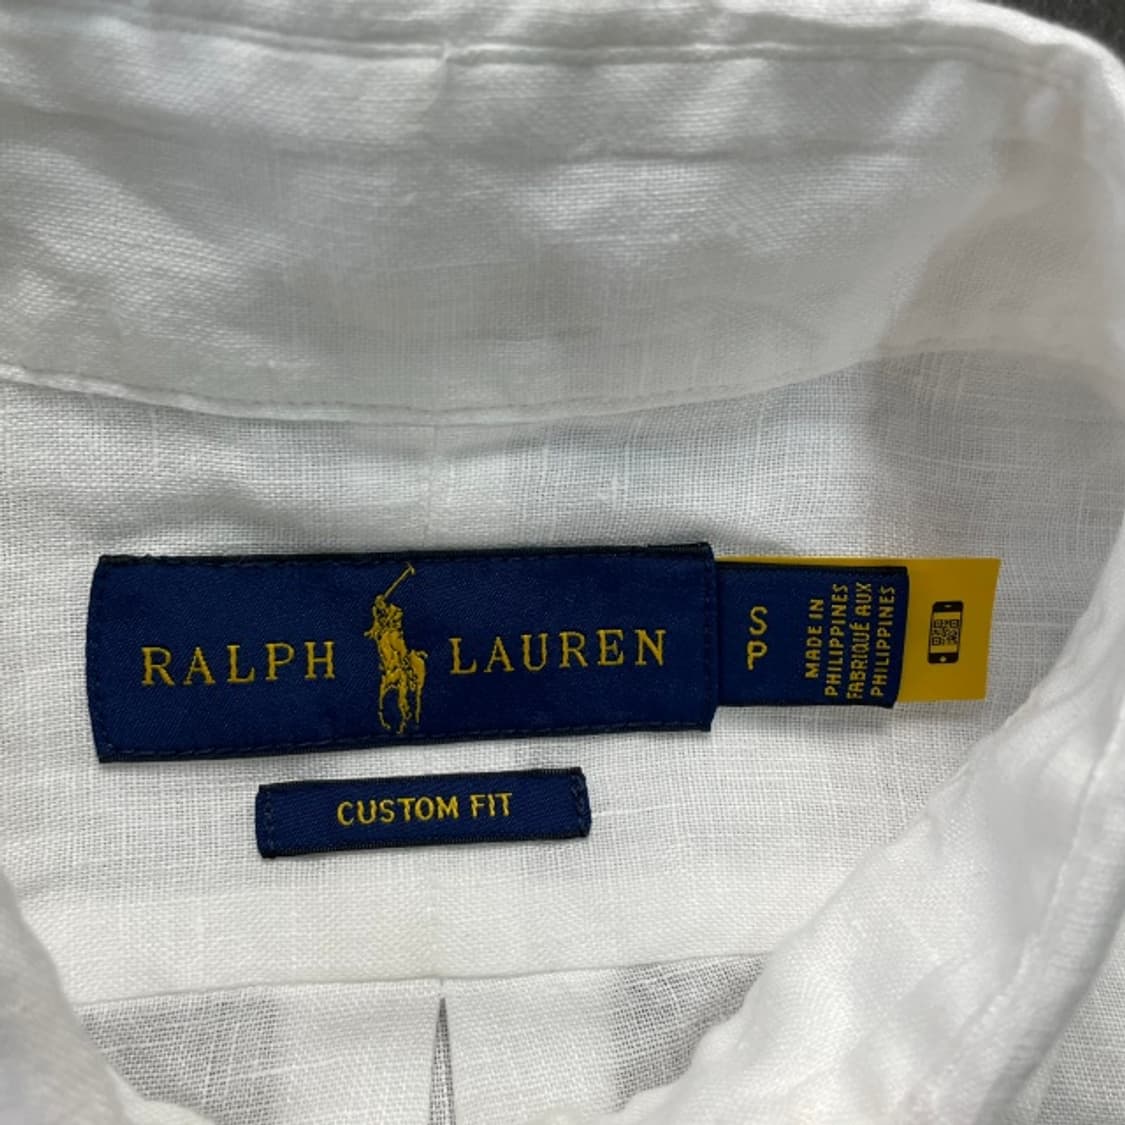 RALPH LAUREN
S
P
MADE IN
PHILIPPINES
FABRIQUÉ AUX
PHILIPPINES
CUSTOM FIT